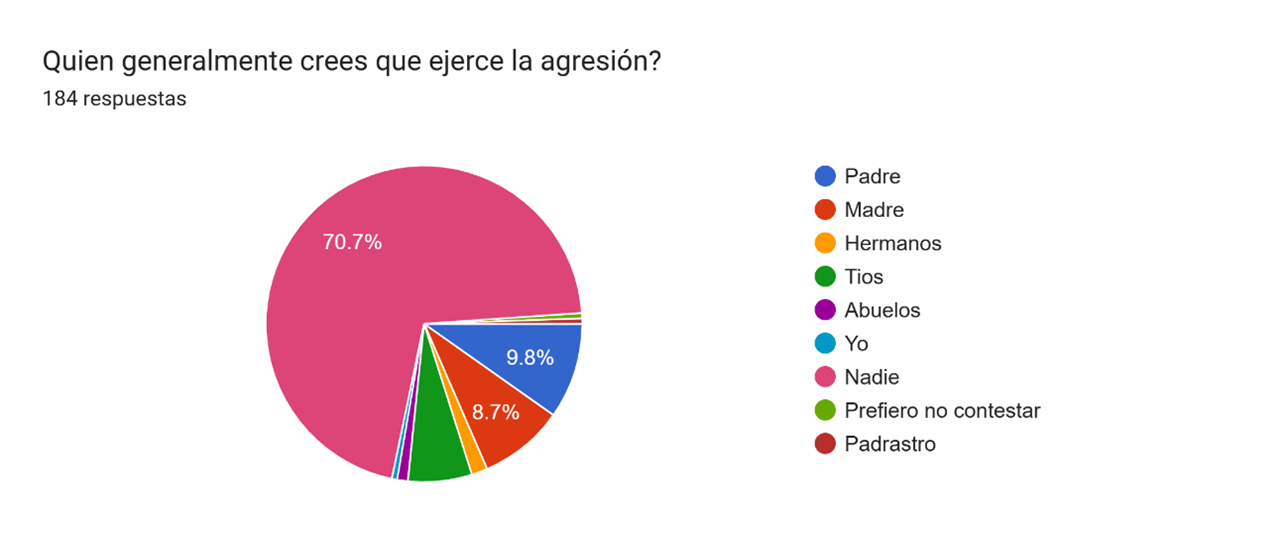 Quien generalmente crees que ejerce la agresión?
184 respuestas
70.7%
9.8%
8.7%
Padre
Madre
Hermanos
Tios
Abuelos
Yo
Nadie
Prefiero no contestar
Padrastro